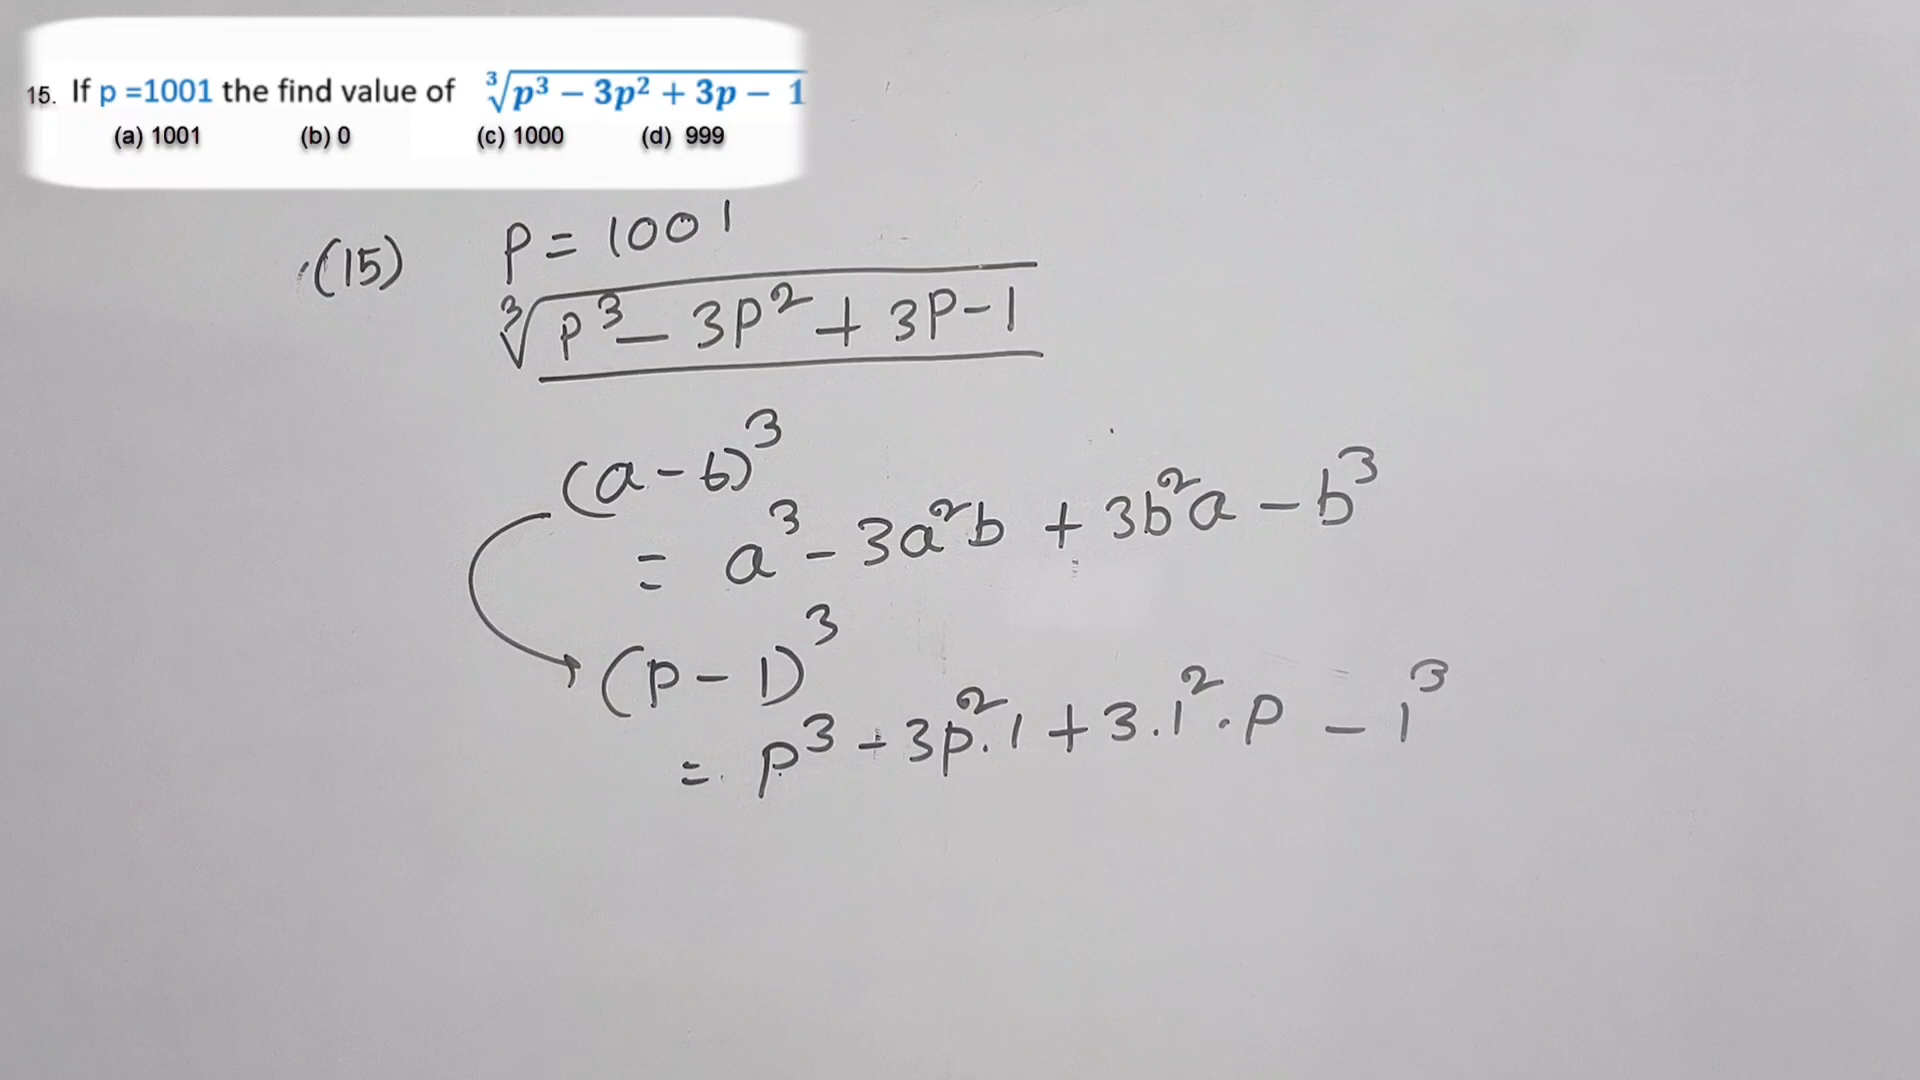 15. If p =1001 the find value of ∛(p³ − 3p² + 3p − 1)
(a) 1001 (b) 0 (c) 1000 (d) 999
(15) P = 1001
∛(P³ − 3P² + 3P − 1)
(a − b)³
= a³ − 3a²b + 3b²a − b³
(P − 1)³
= p³ − 3p².1 + 3.1².p − 1³